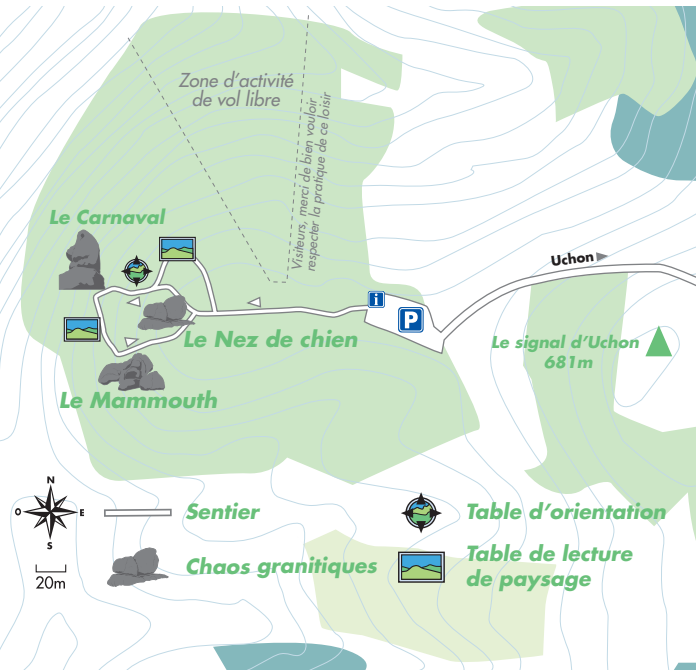 Zone d'activité
de vol libre
Visiteurs, merci de bien vouloir
respecter la pratique de ce loisir
Le Carnaval
Uchon
i
P
Le Nez de chien
Le signal d'Uchon
681m
Le Mammouth
N
O
E
S
20m
Sentier
Chaos granitiques
Table d'orientation
Table de lecture
de paysage